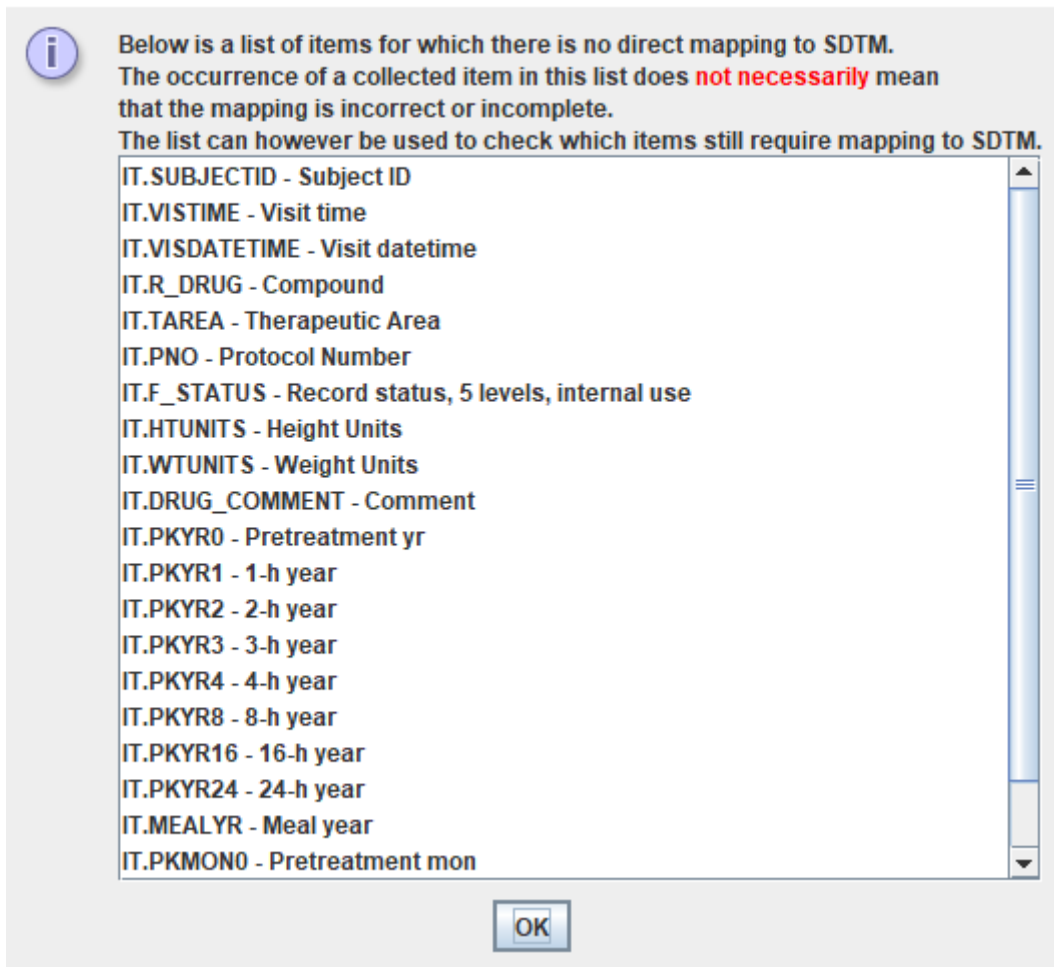 Below is a list of items for which there is no direct mapping to SDTM.
The occurrence of a collected item in this list does not necessarily mean
that the mapping is incorrect or incomplete.
The list can however be used to check which items still require mapping to SDTM.
IT.SUBJECTID - Subject ID
IT.VISTIME - Visit time
IT.VISDATETIME - Visit datetime
IT.R_DRUG - Compound
IT.TAREA - Therapeutic Area
IT.PNO - Protocol Number
IT.F_STATUS - Record status, 5 levels, internal use
IT.HTUNITS - Height Units
IT.WTUNITS - Weight Units
IT.DRUG_COMMENT - Comment
IT.PKYR0 - Pretreatment yr
IT.PKYR1 - 1-h year
IT.PKYR2 - 2-h year
IT.PKYR3 - 3-h year
IT.PKYR4 - 4-h year
IT.PKYR8 - 8-h year
IT.PKYR16 - 16-h year
IT.PKYR24 - 24-h year
IT.MEALYR - Meal year
IT.PKMON0 - Pretreatment mon
OK